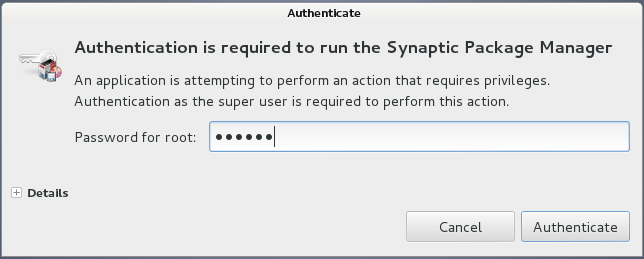 Authenticate
Authentication is required to run the Synaptic Package Manager
An application is attempting to perform an action that requires privileges.
Authentication as the super user is required to perform this action.
Password for root: ••••••
Details
Cancel Authenticate